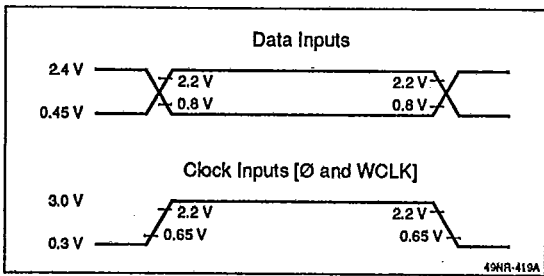 Data Inputs
2.4 V
2.2 V
2.2 V
0.8 V
0.8 V
0.45 V
Clock Inputs [Ø and WCLK]
3.0 V
2.2 V
2.2 V
0.65 V
0.65 V
0.3 V
49NR-419A